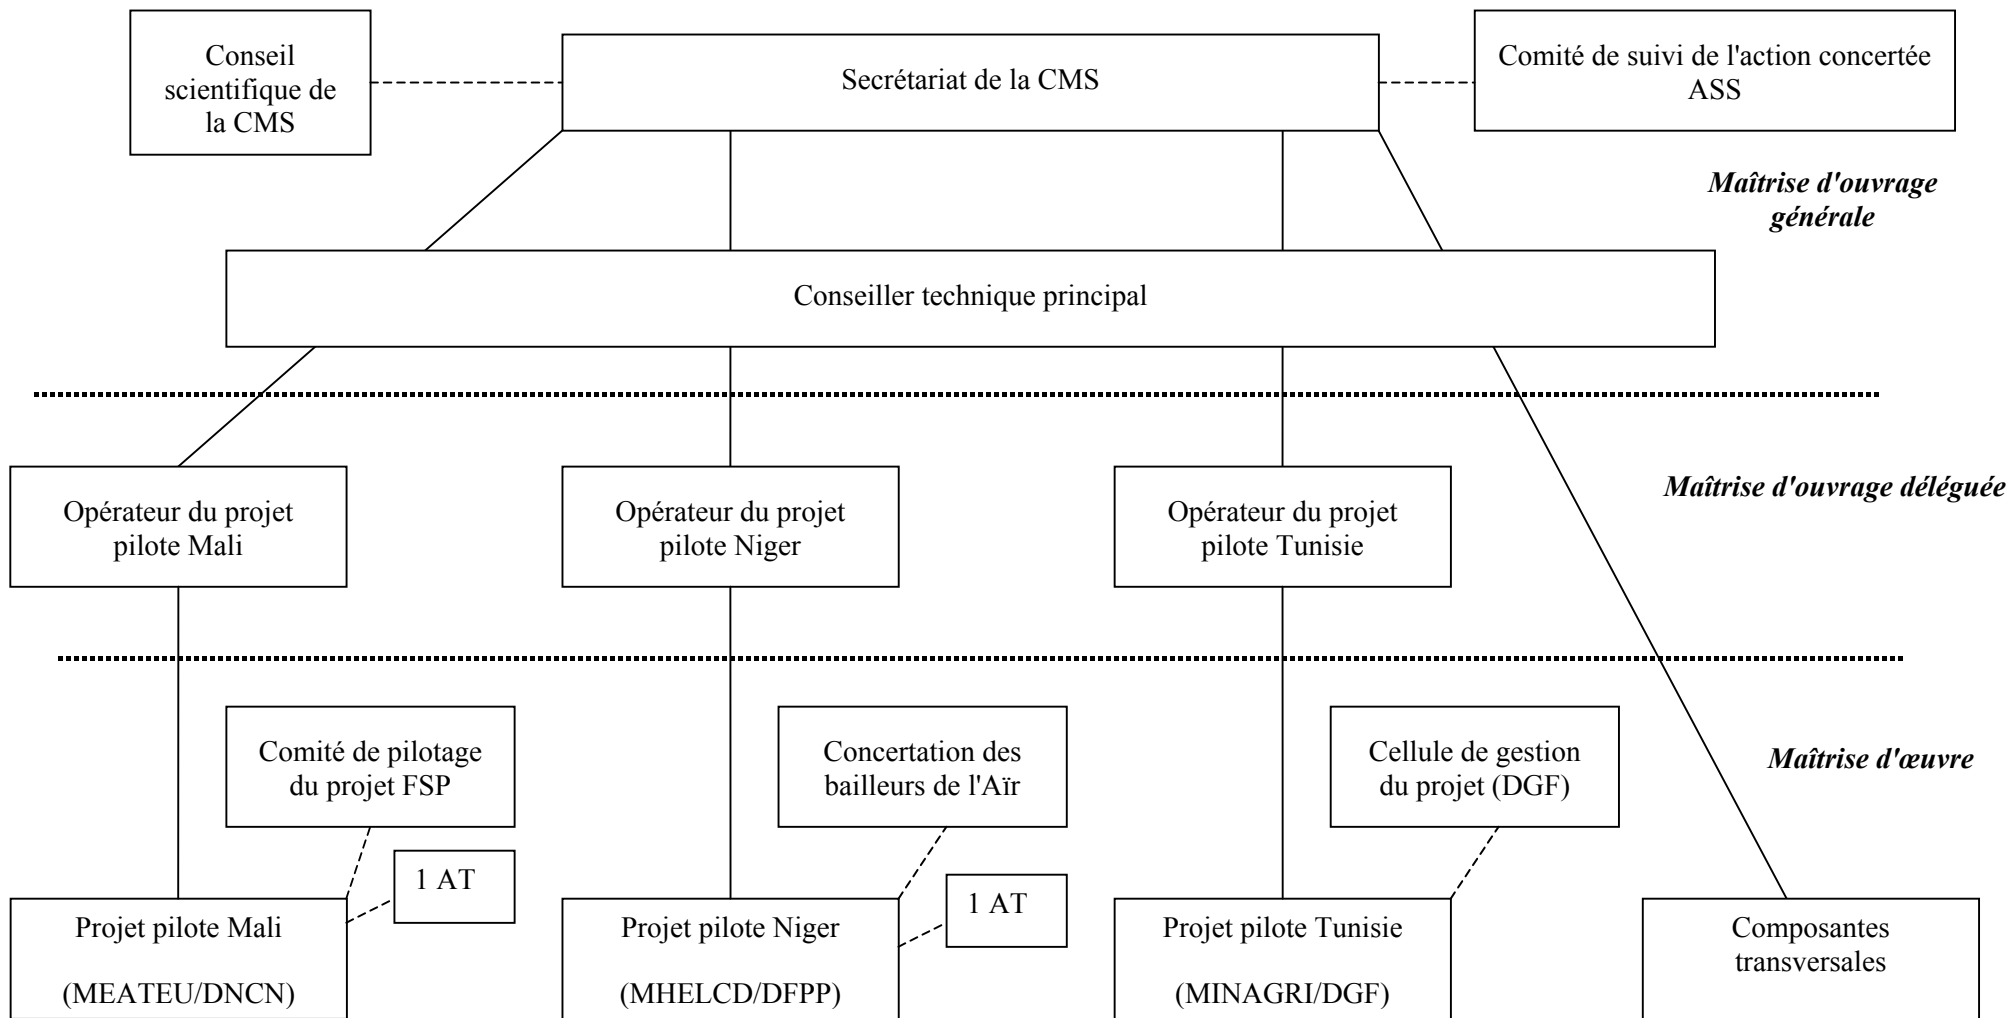 Conseil
scientifique de
la CMS
Secrétariat de la CMS
Comité de suivi de l'action concertée
ASS
Maîtrise d'ouvrage
générale
Conseiller technique principal
Opérateur du projet
pilote Mali
Opérateur du projet
pilote Niger
Opérateur du projet
pilote Tunisie
Maîtrise d'ouvrage déléguée
Comité de pilotage
du projet FSP
Concertation des
bailleurs de l'Aïr
Cellule de gestion
du projet (DGF)
Maîtrise d'œuvre
1 AT
1 AT
Projet pilote Mali
(MEATEU/DNCN)
Projet pilote Niger
(MHELCD/DFPP)
Projet pilote Tunisie
(MINAGRI/DGF)
Composantes
transversales